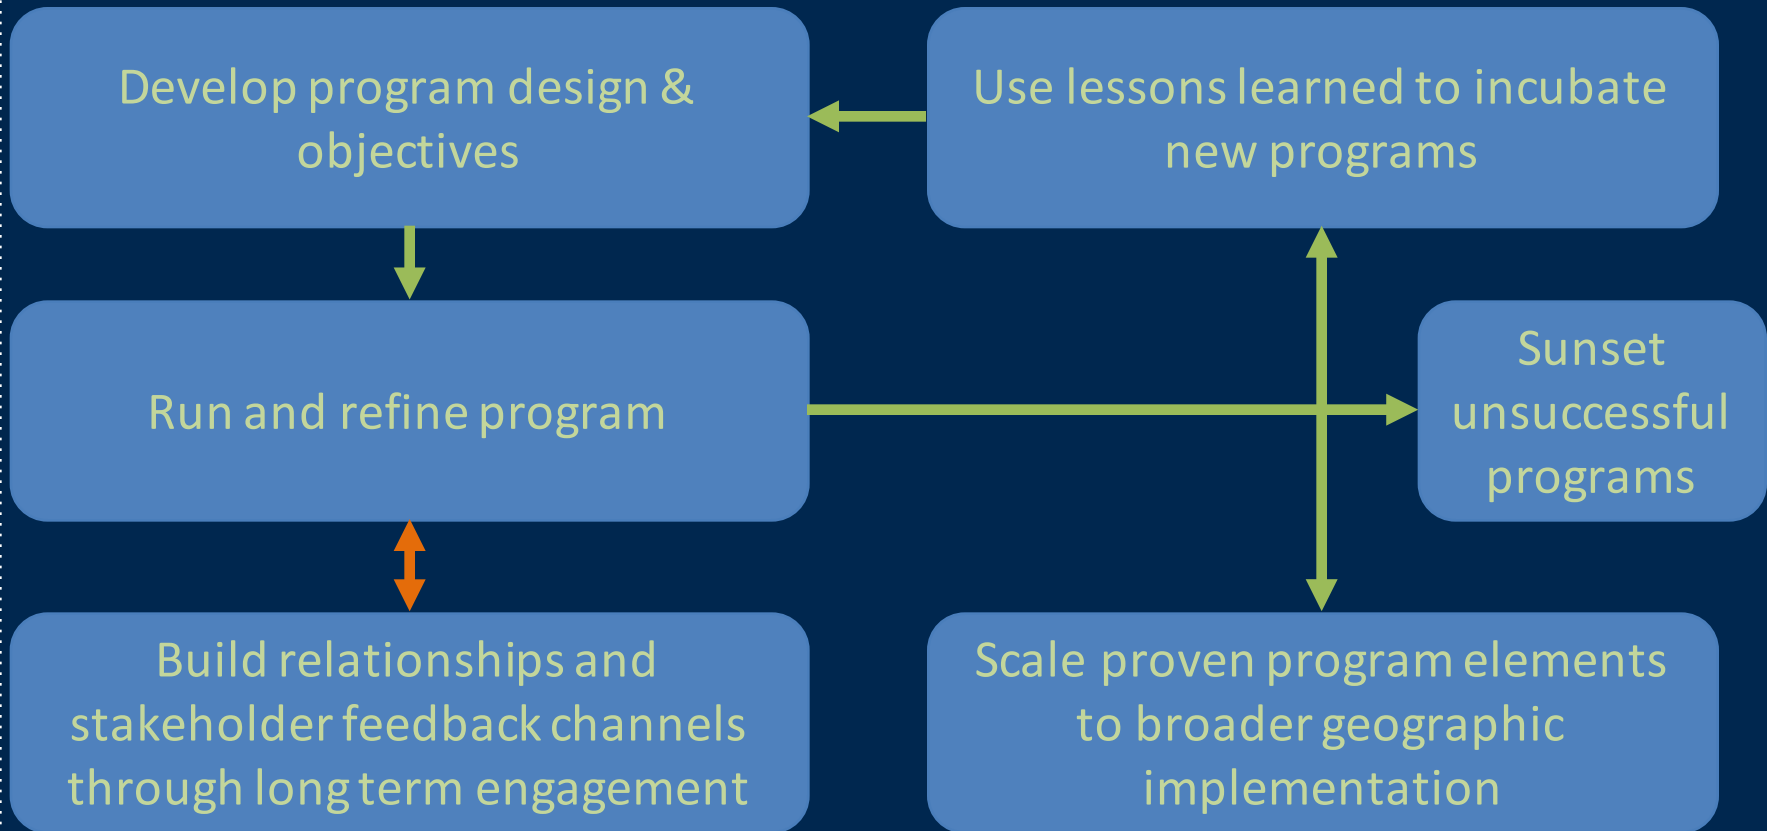 Develop program design &
objectives
Use lessons learned to incubate
new programs
Run and refine program
Sunset
unsuccessful
programs
Build relationships and
stakeholder feedback channels
through long term engagement
Scale proven program elements
to broader geographic
implementation